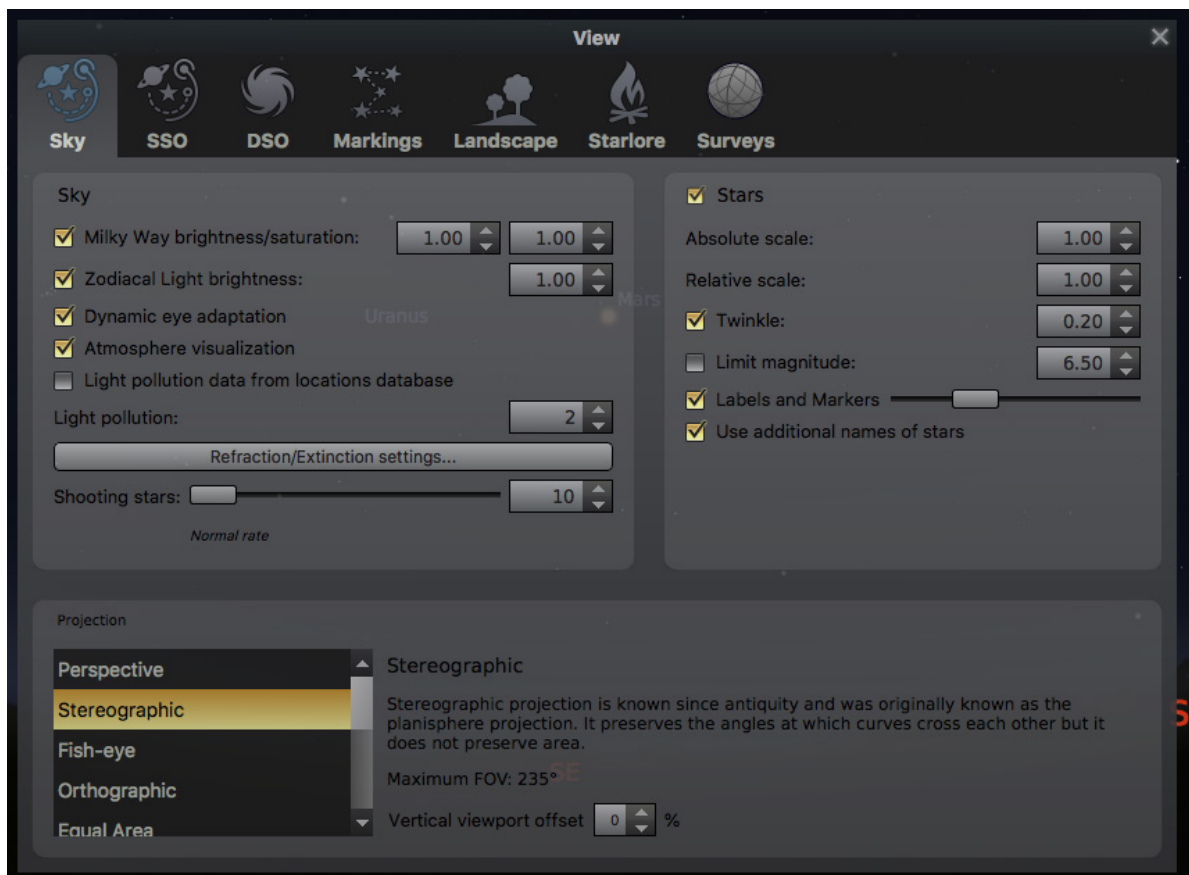 View
Sky
SSO
DSO
Markings
Landscape
Starlore
Surveys
Sky
Milky Way brightness/saturation: 1.00 1.00
Zodiacal Light brightness: 1.00
Dynamic eye adaptation
Uranus
Mars
Atmosphere visualization
Light pollution data from locations database
Light pollution: 2
Refraction/Extinction settings...
Shooting stars: 10
Normal rate
Stars
Absolute scale: 1.00
Relative scale: 1.00
Twinkle: 0.20
Limit magnitude: 6.50
Labels and Markers
Use additional names of stars
Projection
Perspective
Stereographic
Fish-eye
Orthographic
Equal Area
Stereographic
Stereographic projection is known since antiquity and was originally known as the
planisphere projection. It preserves the angles at which curves cross each other but it
does not preserve area.
Maximum FOV: 235°
SE
Vertical viewport offset 0 %
S